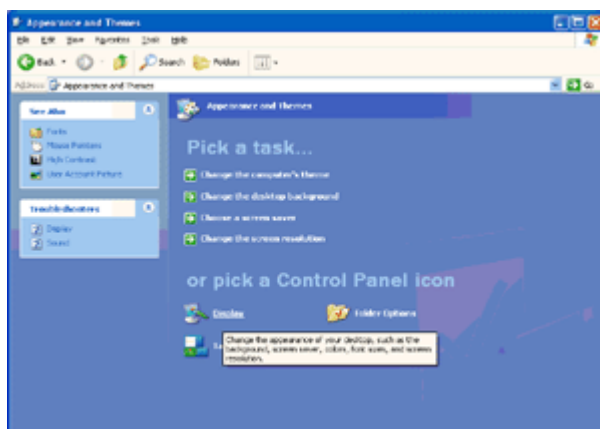 Appearance and Themes
File Edit View Favorites Tools Help
Back Search Folders
Address Appearance and Themes Go
See Also
Fonts
Mouse Pointers
High Contrast
User Account Picture
Troubleshooters
Display
Sound
Appearance and Themes
Pick a task...
Change the computer's theme
Change the desktop background
Choose a screen saver
Change the screen resolution
or pick a Control Panel icon
Display Folder Options
Change the appearance of your desktop, such as the
background, screen saver, colors, font sizes, and screen
resolution.